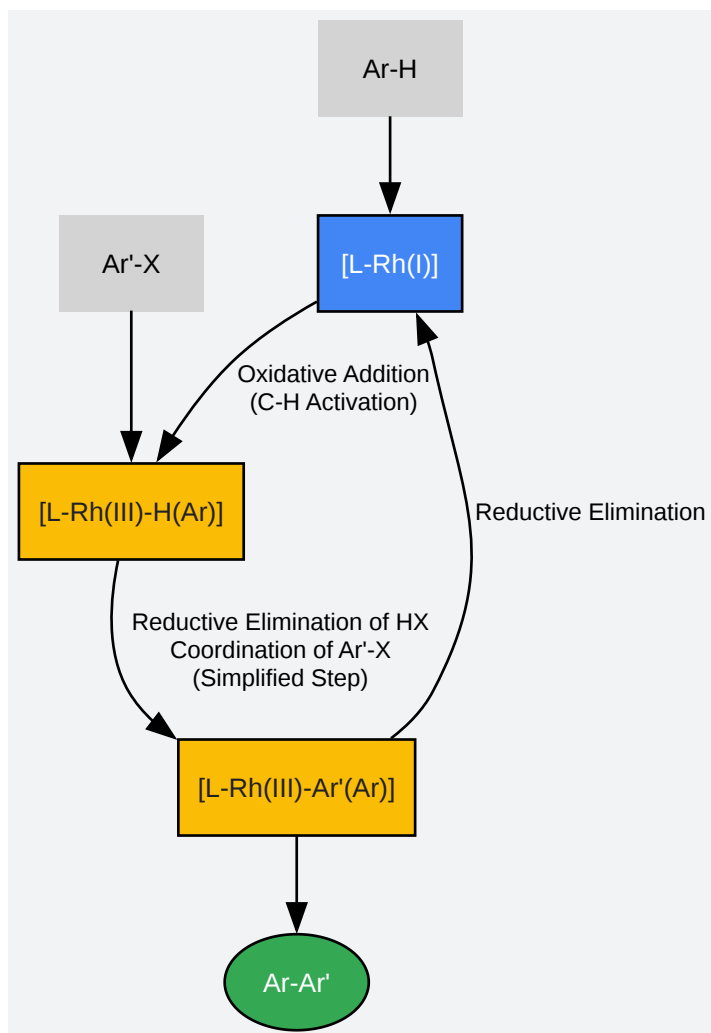 Ar-H
Ar'-X
[L-Rh(I)]
Oxidative Addition
(C-H Activation)
[L-Rh(III)-H(Ar)]
Reductive Elimination
Reductive Elimination of HX
Coordination of Ar'-X
(Simplified Step)
[L-Rh(III)-Ar'(Ar)]
Ar-Ar'